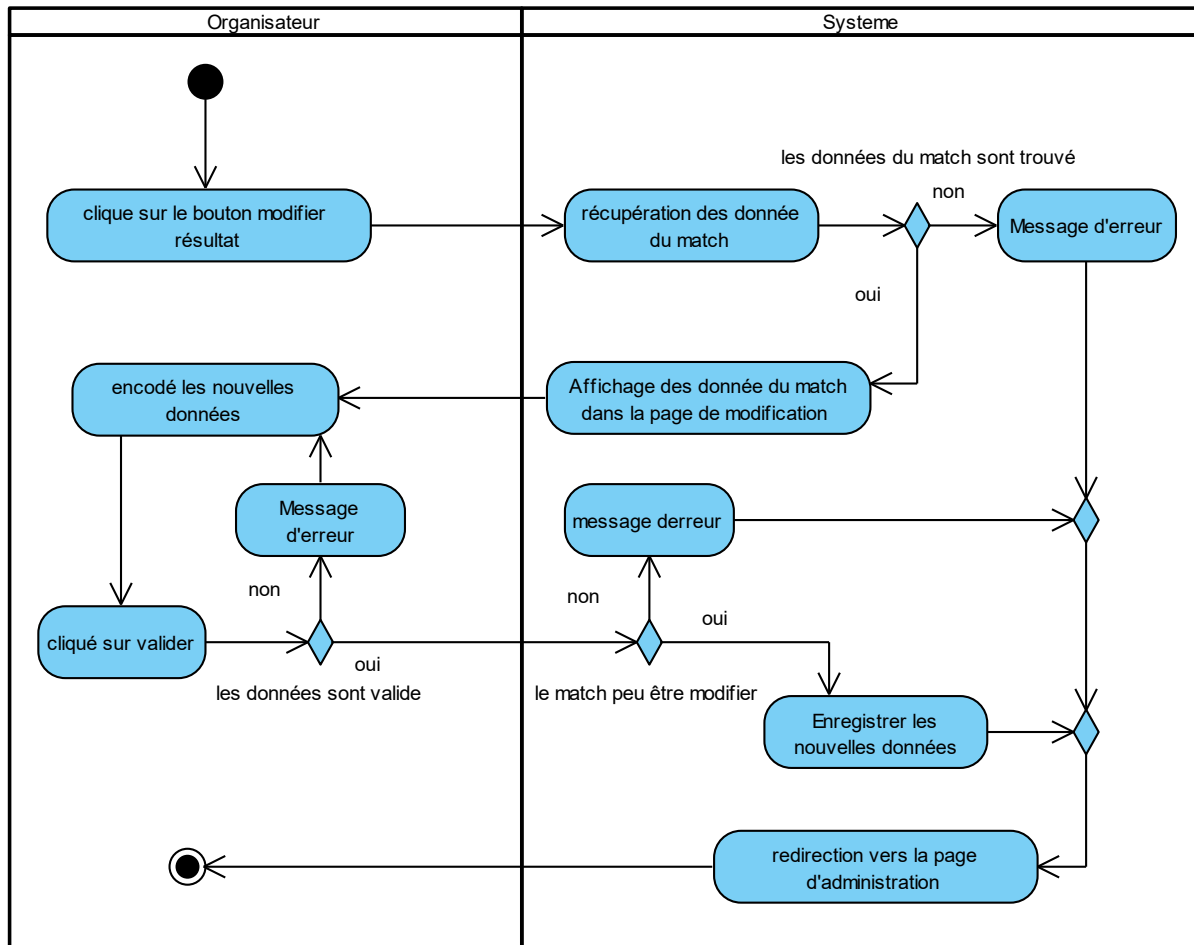 Organisateur
Systeme
les données du match sont trouvé
non
clique sur le bouton modifier
résultat
récupération des donnée
du match
Message d'erreur
oui
encodé les nouvelles
données
Affichage des donnée du match
dans la page de modification
Message
d'erreur
message derreur
non
non
oui
cliqué sur valider
oui
les données sont valide
le match peu être modifier
Enregistrer les
nouvelles données
redirection vers la page
d'administration